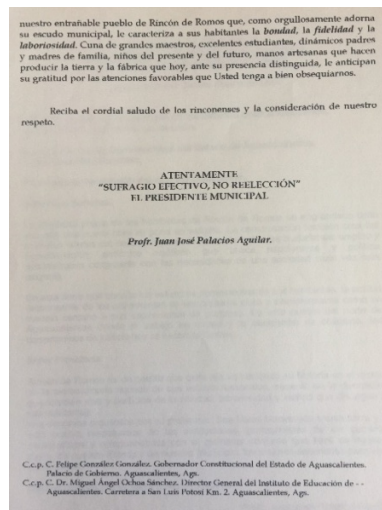 nuestro entrañable pueblo de Rincón de Romos que, como orgullosamente adorna
su escudo municipal, le caracteriza a sus habitantes la bondad, la fidelidad y la
laboriosidad. Cuna de grandes maestros, excelentes estudiantes, dinámicos padres
y madres de familia, niños del presente y del futuro, manos artesanas que hacen
producir la tierra y la fábrica que hoy, ante su presencia distinguida, le anticipan
su gratitud por las atenciones favorables que Usted tenga a bien obsequiarnos.
Reciba el cordial saludo de los rinconenses y la consideración de nuestro
respeto.
ATENTAMENTE
"SUFRAGIO EFECTIVO, NO REELECCIÓN"
EL PRESIDENTE MUNICIPAL
Profr. Juan José Palacios Aguilar.
C.c.p. C. Felipe González González. Gobernador Constitucional del Estado de Aguascalientes.
Palacio de Gobierno. Aguascalientes, Ags.
C.c.p. C. Dr. Miguel Ángel Ochoa Sánchez. Director General del Instituto de Educación de - -
Aguascalientes. Carretera a San Luis Potosí Km. 2. Aguascalientes, Ags.